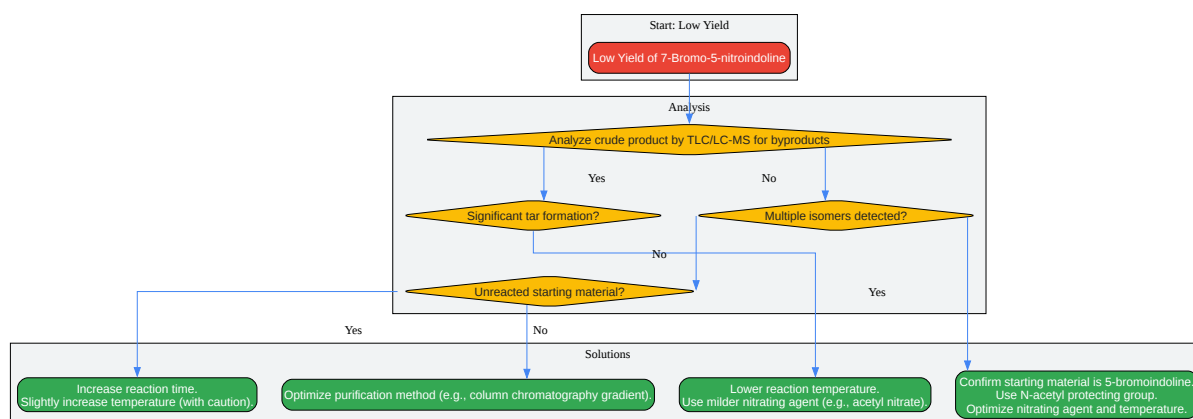 Start: Low Yield
Low Yield of 7-Bromo-5-nitroindoline
Analysis
Analyze crude product by TLC/LC-MS for byproducts
Yes
No
Significant tar formation?
Multiple isomers detected?
No
Unreacted starting material?
Yes
Yes
No
Solutions
Increase reaction time.
Slightly increase temperature (with caution).
Optimize purification method (e.g., column chromatography gradient).
Lower reaction temperature.
Use milder nitrating agent (e.g., acetyl nitrate).
Confirm starting material is 5-bromoindoline.
Use N-acetyl protecting group.
Optimize nitrating agent and temperature.